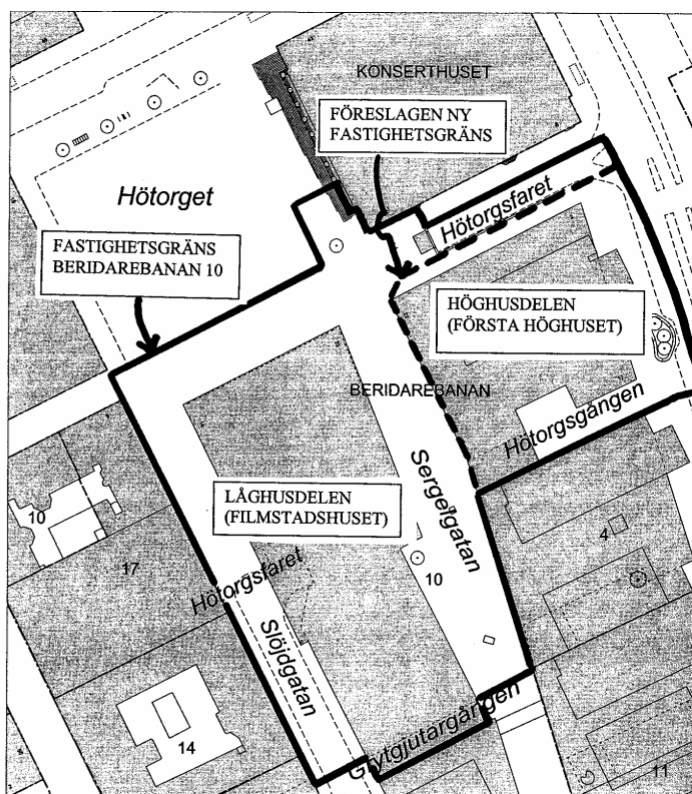 KONSERTHUSET
FÖRESLAGEN NY
FASTIGHETSGRÄNS
Hötorget
Hötorgsfaret
FASTIGHETSGRÄNS
BERIDAREBANAN 10
HÖGHUSDELEN
(FÖRSTA HÖGHUSET)
BERIDAREBANAN
Hötorgsgången
Sergelgatan
LÅGHUSDELEN
(FILMSTADSHUSET)
10
4
17
10
Hötorgsfaret
Slöjdgatan
Grytgjutargången
14
11